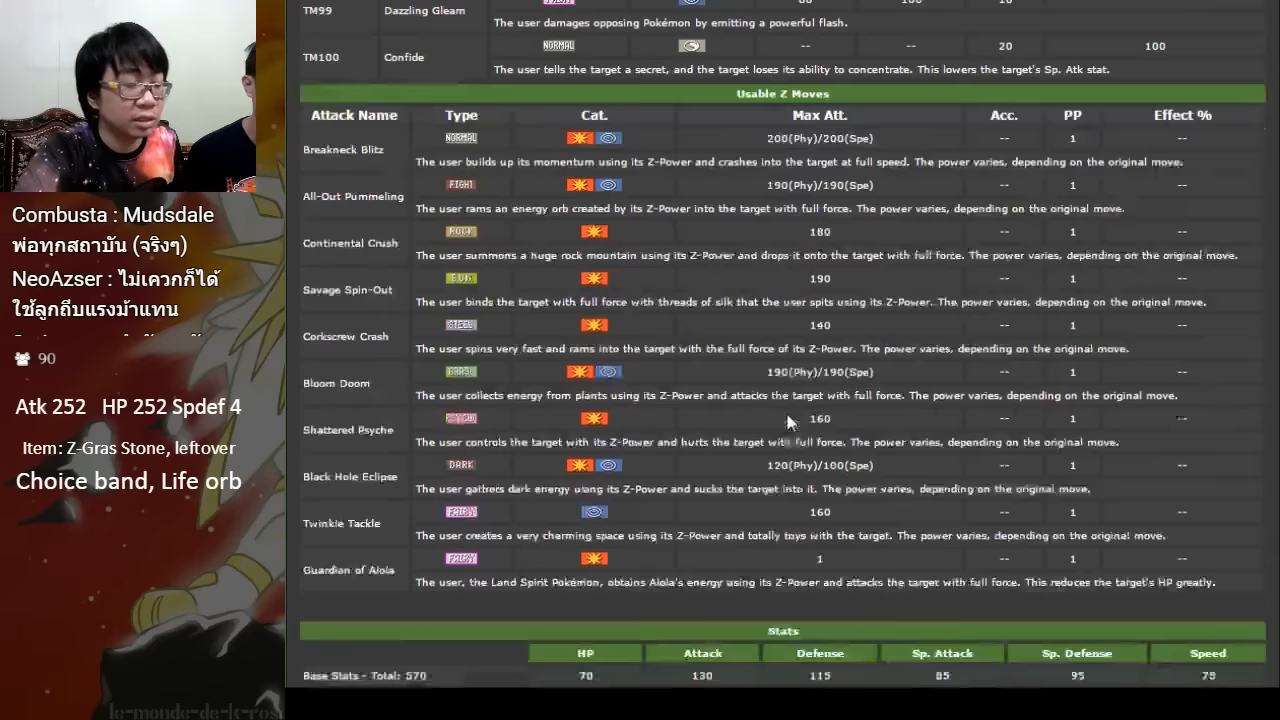 TM99 Dazzling Gleam
The user damages opposing Pokémon by emitting a powerful flash.
TM100 Confide NORMAL -- -- 20 100
The user tells the target a secret, and the target loses its ability to concentrate. This lowers the target's Sp. Atk stat.
Usable Z Moves
Attack Name Type Cat. Max Att. Acc. PP Effect %
Breakneck Blitz NORMAL 200(Phy)/200(Spe) -- 1 --
The user builds up its momentum using its Z-Power and crashes into the target at full speed. The power varies, depending on the original move.
All-Out Pummeling FIGHT 190(Phy)/190(Spe) -- 1 --
The user rams an energy orb created by its Z-Power into the target with full force. The power varies, depending on the original move.
Continental Crush ROCK 180 -- 1 --
The user summons a huge rock mountain using its Z-Power and drops it onto the target with full force. The power varies, depending on the original move.
Savage Spin-Out BUG 190 -- 1 --
The user binds the target with full force with threads of silk that the user spits using its Z-Power. The power varies, depending on the original move.
Corkscrew Crash STEEL 140 -- 1 --
The user spins very fast and rams into the target with the full force of its Z-Power. The power varies, depending on the original move.
Bloom Doom GRASS 190(Phy)/190(Spe) -- 1 --
The user collects energy from plants using its Z-Power and attacks the target with full force. The power varies, depending on the original move.
Shattered Psyche PSYCHC 160 -- 1 --
The user controls the target with its Z-Power and hurts the target with full force. The power varies, depending on the original move.
Black Hole Eclipse DARK 120(Phy)/100(Spe) -- 1 --
The user gathers dark energy using its Z-Power and sucks the target into it. The power varies, depending on the original move.
Twinkle Tackle FAIRY 160 -- 1 --
The user creates a very charming space using its Z-Power and totally toys with the target. The power varies, depending on the original move.
Guardian of Alola FAIRY 1 -- 1 --
The user, the Land Spirit Pokémon, obtains Alola's energy using its Z-Power and attacks the target with full force. This reduces the target's HP greatly.
Stats
HP Attack Defense Sp. Attack Sp. Defense Speed
Base Stats - Total: 570 70 130 115 85 95 75
Combusta : Mudsdale
พ่อทุกสถาบัน (จริงๆ)
NeoAzser : ไม่เควกก็ได้
ใช้ลูกถีบแรงม้าแทน
90
Atk 252 HP 252 Spdef 4
Item: Z-Gras Stone, leftover
Choice band, Life orb